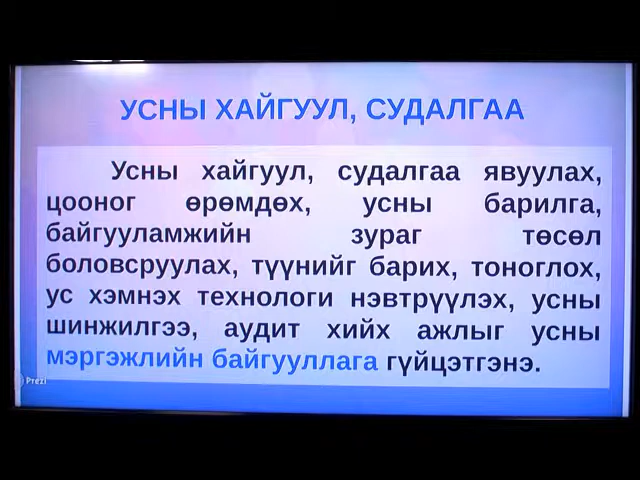 УСНЫ ХАЙГУУЛ, СУДАЛГАА
Усны хайгуул, судалгаа явуулах,
цооног өрөмдөх, усны барилга,
байгууламжийн зураг төсөл
боловсруулах, түүнийг барих, тоноглох,
ус хэмнэх технологи нэвтрүүлэх, усны
шинжилгээ, аудит хийх ажлыг усны
мэргэжлийн байгууллага гүйцэтгэнэ.
Prezi